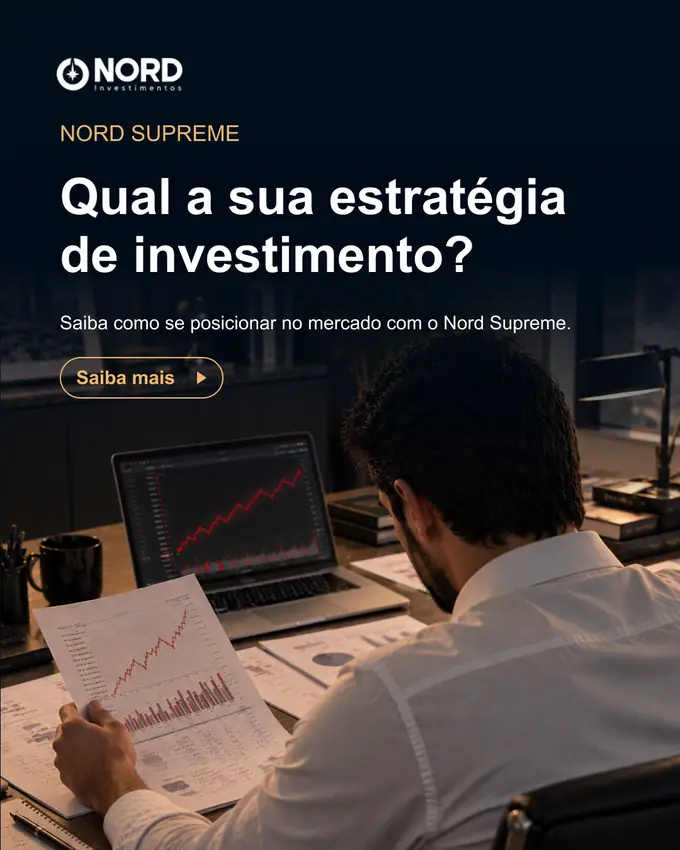 NORD
Investimentos
NORD SUPREME
Qual a sua estratégia
de investimento?
Saiba como se posicionar no mercado com o Nord Supreme.
Saiba mais